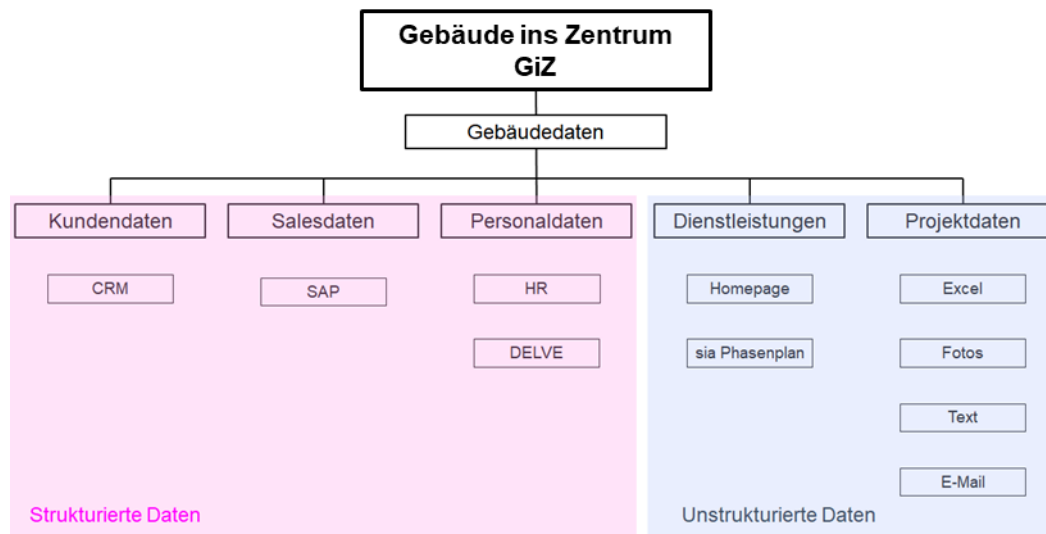 Gebäude ins Zentrum
GiZ
Gebäudedaten
Kundendaten
Salesdaten
Personaldaten
Dienstleistungen
Projektdaten
CRM
SAP
HR
Homepage
Excel
DELVE
sia Phasenplan
Fotos
Text
E-Mail
Strukturierte Daten
Unstrukturierte Daten